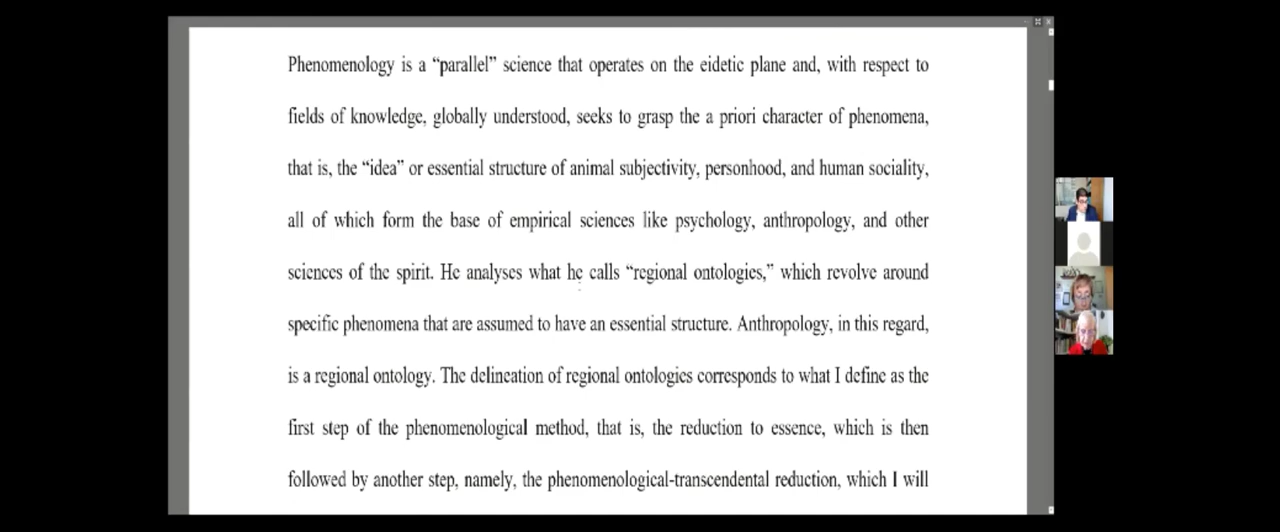 Phenomenology is a “parallel” science that operates on the eidetic plane and, with respect to
fields of knowledge, globally understood, seeks to grasp the a priori character of phenomena,
that is, the “idea” or essential structure of animal subjectivity, personhood, and human sociality,
all of which form the base of empirical sciences like psychology, anthropology, and other
sciences of the spirit. He analyses what he calls “regional ontologies,” which revolve around
specific phenomena that are assumed to have an essential structure. Anthropology, in this regard,
is a regional ontology. The delineation of regional ontologies corresponds to what I define as the
first step of the phenomenological method, that is, the reduction to essence, which is then
followed by another step, namely, the phenomenological-transcendental reduction, which I will